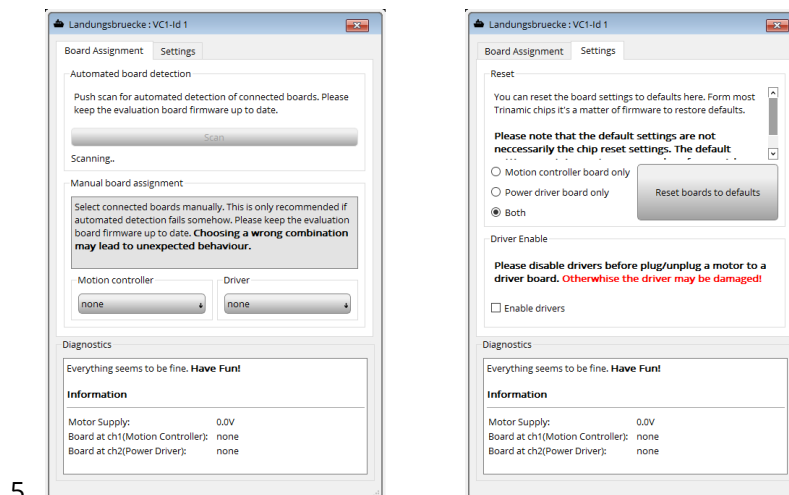 Landungsbruecke : VC1-Id 1
Board Assignment Settings
Automated board detection
Push scan for automated detection of connected boards. Please
keep the evaluation board firmware up to date.
Scan
Scanning..
Manual board assignment
Select connected boards manually. This is only recommended if
automated detection fails somehow. Please keep the evaluation
board firmware up to date. Choosing a wrong combination
may lead to unexpected behaviour.
Motion controller Driver
none none
Diagnostics
Everything seems to be fine. Have Fun!
Information
Motor Supply: 0.0V
Board at ch1(Motion Controller): none
Board at ch2(Power Driver): none
Landungsbruecke : VC1-Id 1
Board Assignment Settings
Reset
You can reset the board settings to defaults here. Form most
Trinamic chips it's a matter of firmware to restore defaults.
Please note that the default settings are not
neccessarily the chip reset settings. The default
Motion controller board only
Power driver board only
Both
Reset boards to defaults
Driver Enable
Please disable drivers before plug/unplug a motor to a
driver board. Otherwhise the driver may be damaged!
Enable drivers
Diagnostics
Everything seems to be fine. Have Fun!
Information
Motor Supply: 0.0V
Board at ch1(Motion Controller): none
Board at ch2(Power Driver): none
5